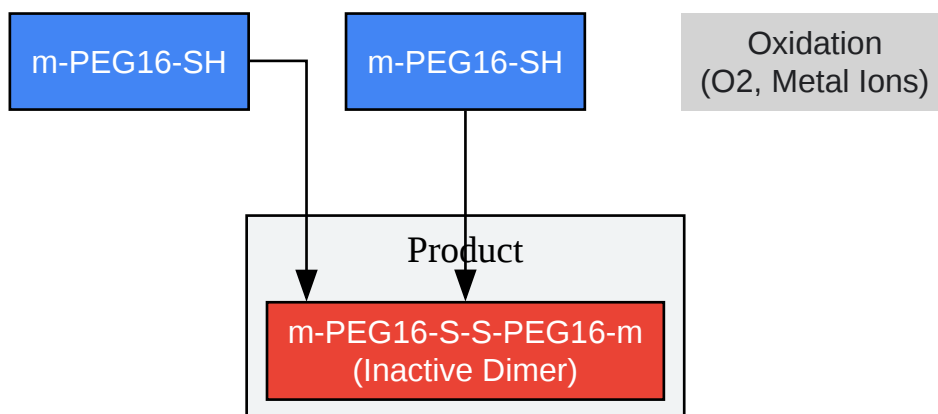 m-PEG16-SH
m-PEG16-SH
Oxidation
(O2, Metal Ions)
Product
m-PEG16-S-S-PEG16-m
(Inactive Dimer)